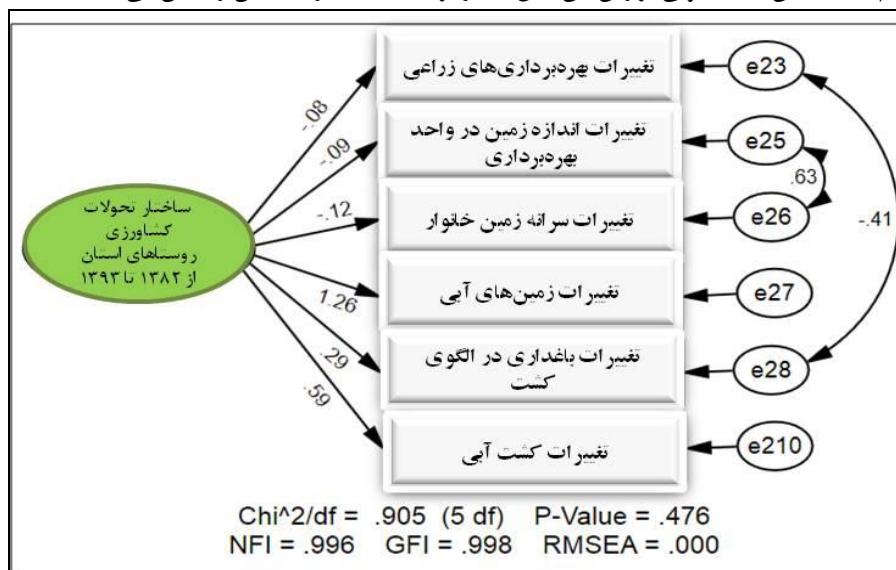 تغییرات بهره‌برداری‌های زراعی
e23
-.08
تغییرات اندازه زمین در واحد
بهره‌برداری
e25
-.09
.63
ساختار تحولات
کشاورزی
روستاهای استان
از ۱۳۸۲ تا ۱۳۹۳
-.12
تغییرات سرانه زمین خانوار
e26
-.41
1.26
تغییرات زمین‌های آبی
e27
.29
تغییرات باغداری در الگوی
کشت
e28
.59
تغییرات کشت آبی
e210
Chi^2/df = .905 (5 df) P-Value = .476
NFI = .996 GFI = .998 RMSEA = .000